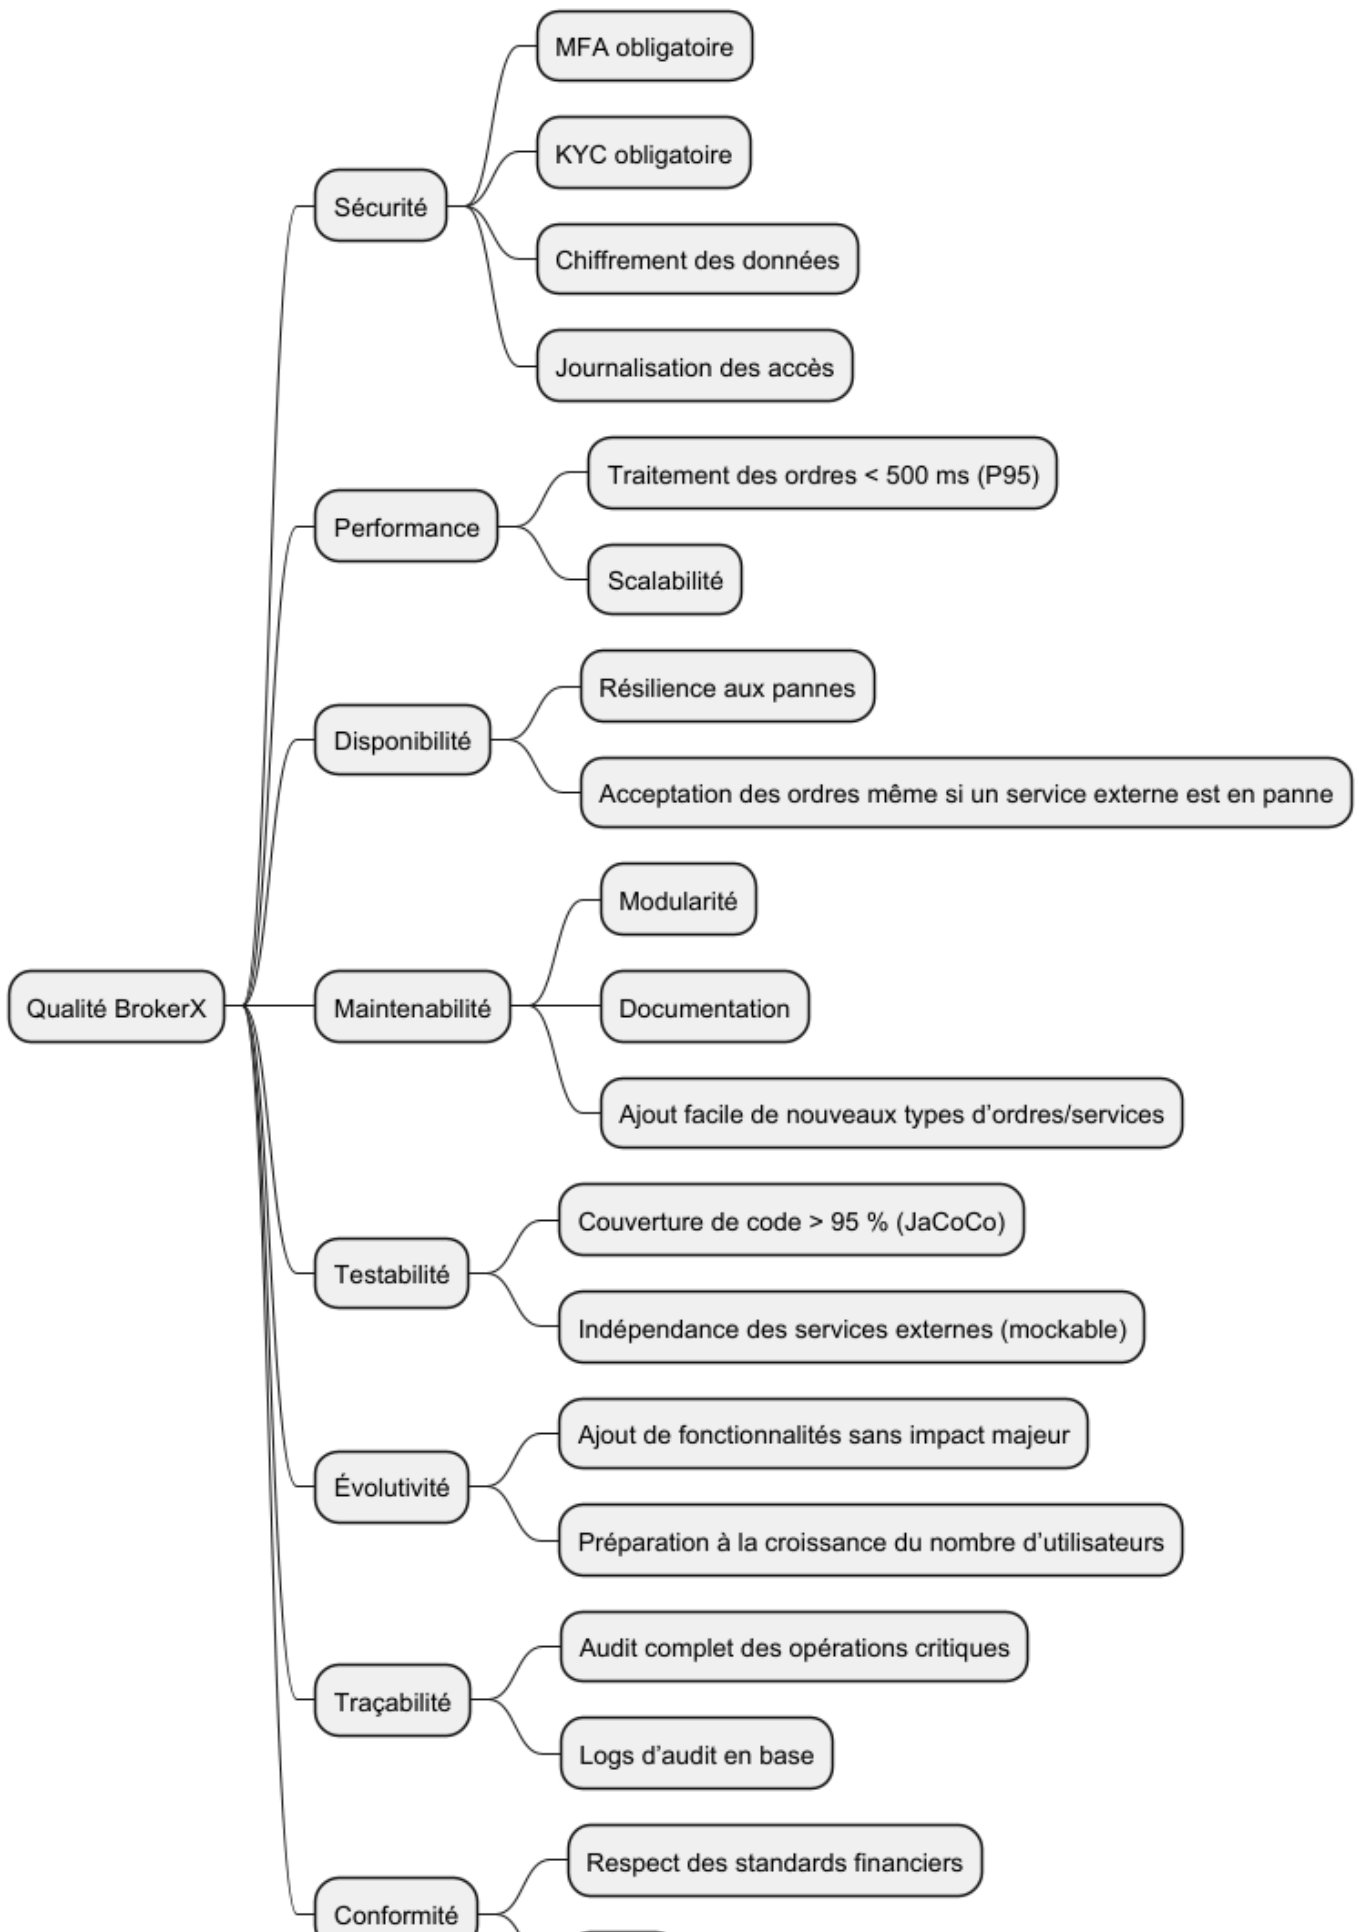 Qualité BrokerX
Sécurité
MFA obligatoire
KYC obligatoire
Chiffrement des données
Journalisation des accès
Performance
Traitement des ordres < 500 ms (P95)
Scalabilité
Disponibilité
Résilience aux pannes
Acceptation des ordres même si un service externe est en panne
Maintenabilité
Modularité
Documentation
Ajout facile de nouveaux types d’ordres/services
Testabilité
Couverture de code > 95 % (JaCoCo)
Indépendance des services externes (mockable)
Évolutivité
Ajout de fonctionnalités sans impact majeur
Préparation à la croissance du nombre d’utilisateurs
Traçabilité
Audit complet des opérations critiques
Logs d’audit en base
Conformité
Respect des standards financiers